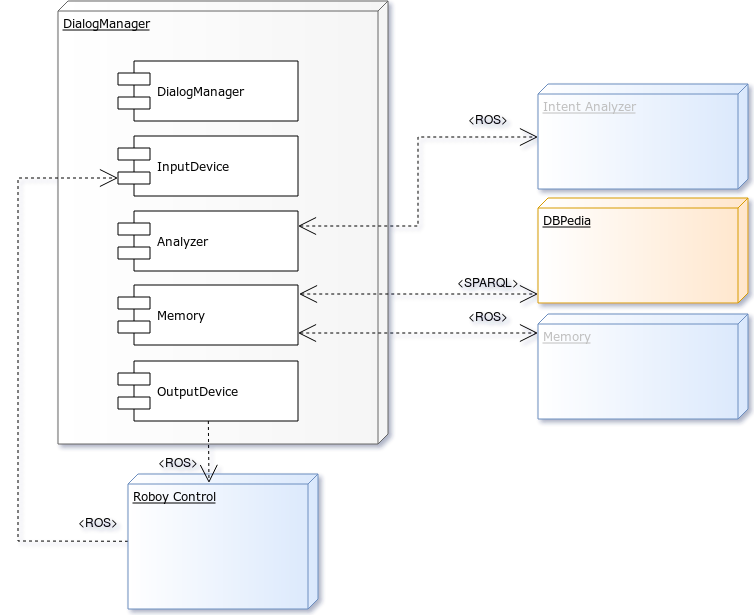 DialogManager
DialogManager
InputDevice
Analyzer
Memory
OutputDevice
<ROS>
Intent Analyzer
DBPedia
<SPARQL>
<ROS>
Memory
<ROS>
Roboy Control
<ROS>